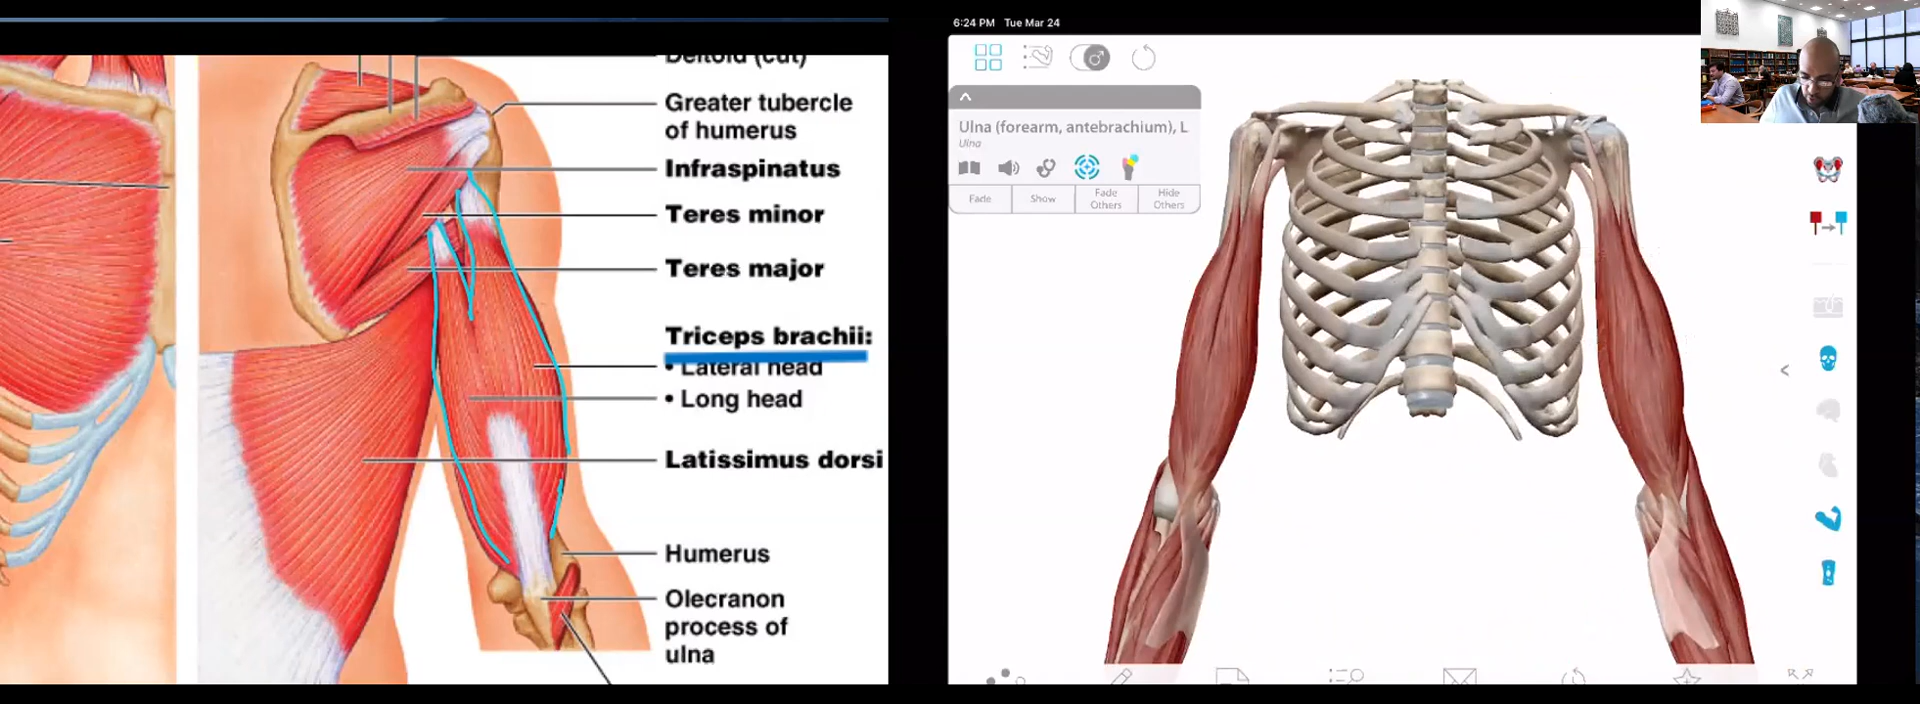 Deltoid (cut)
Greater tubercle
of humerus
Infraspinatus
Teres minor
Teres major
Triceps brachii:
• Lateral head
• Long head
Latissimus dorsi
Humerus
Olecranon
process of
ulna
6:24 PM Tue Mar 24
Ulna (forearm, antebrachium), L
Ulna
Fade
Show
Fade
Others
Hide
Others